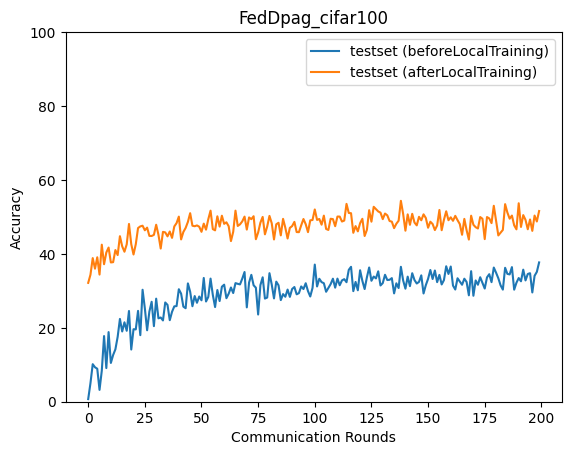 FedDpag_cifar100
testset (beforeLocalTraining)
testset (afterLocalTraining)
Accuracy
100
80
60
40
20
0
0 25 50 75 100 125 150 175 200
Communication Rounds